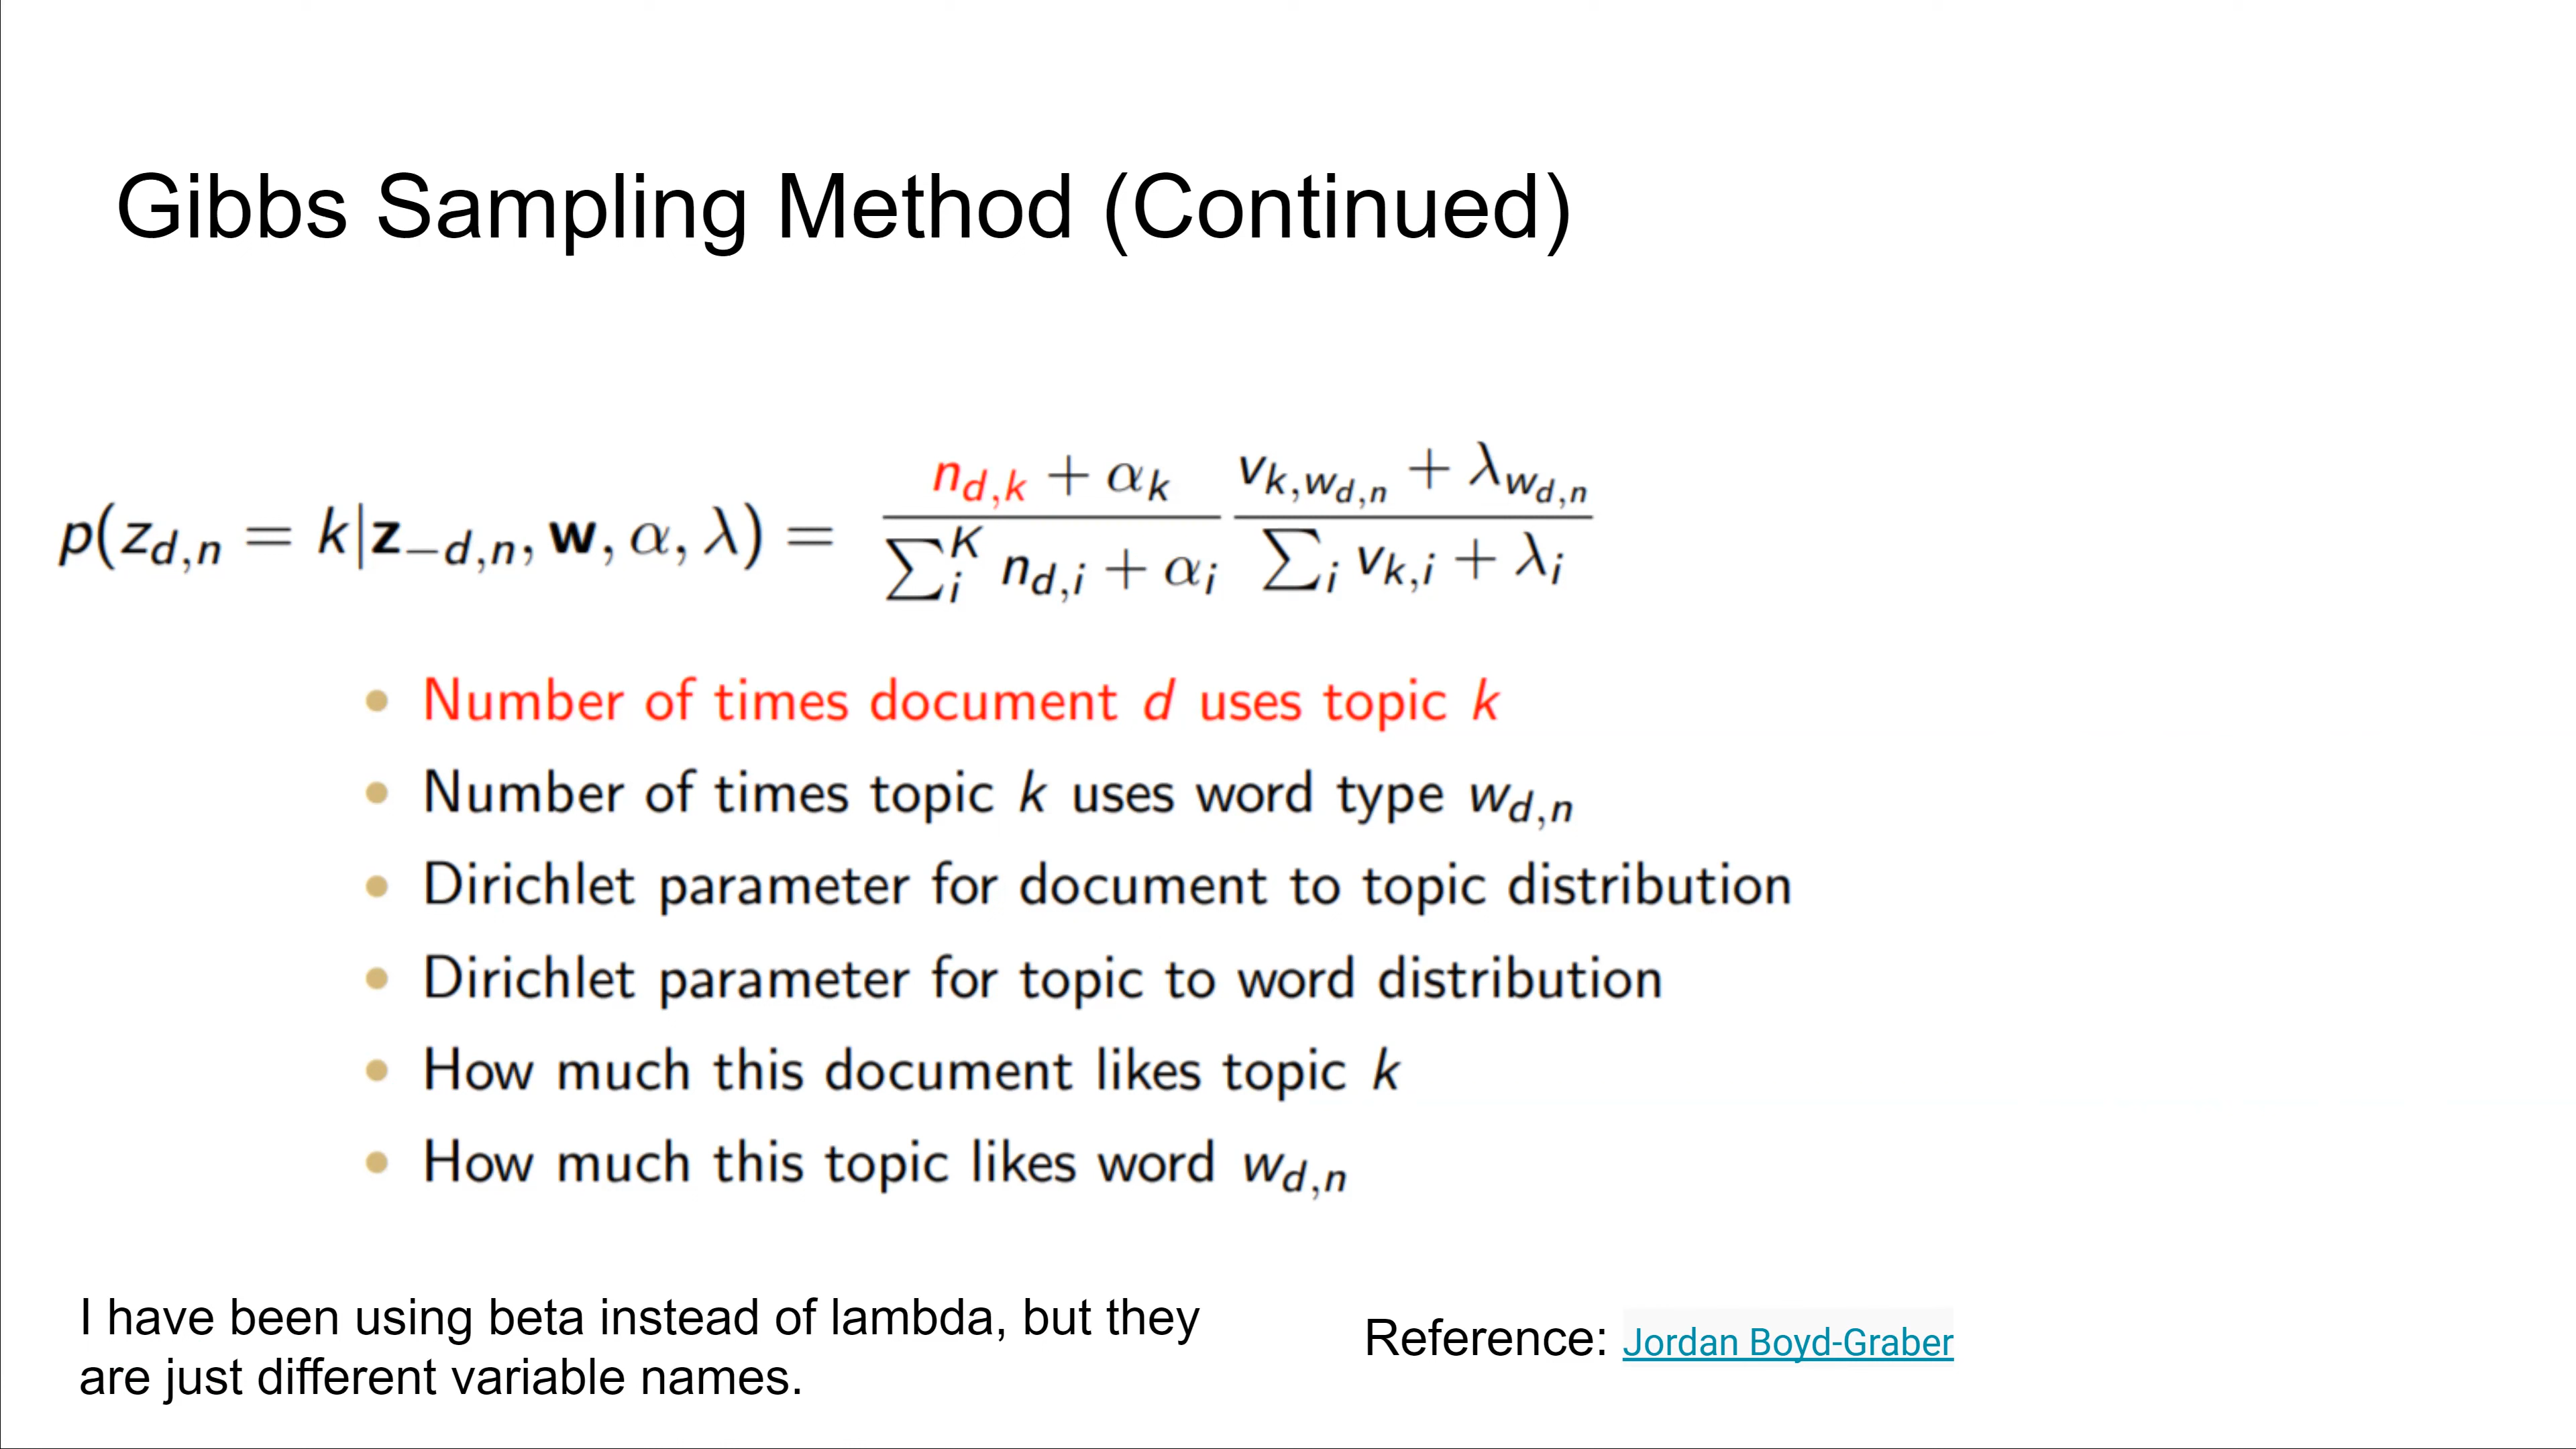 Gibbs Sampling Method (Continued)
p(z_{d,n} = k|𝐳_{−d,n}, 𝐰, α, λ) = \frac{n_{d,k} + α_k}{∑_i^K n_{d,i} + α_i} \frac{v_{k,w_{d,n}} + λ_{w_{d,n}}}{∑_i v_{k,i} + λ_i}
• Number of times document d uses topic k
• Number of times topic k uses word type w_{d,n}
• Dirichlet parameter for document to topic distribution
• Dirichlet parameter for topic to word distribution
• How much this document likes topic k
• How much this topic likes word w_{d,n}
I have been using beta instead of lambda, but they
are just different variable names.
Reference: Jordan Boyd-Graber